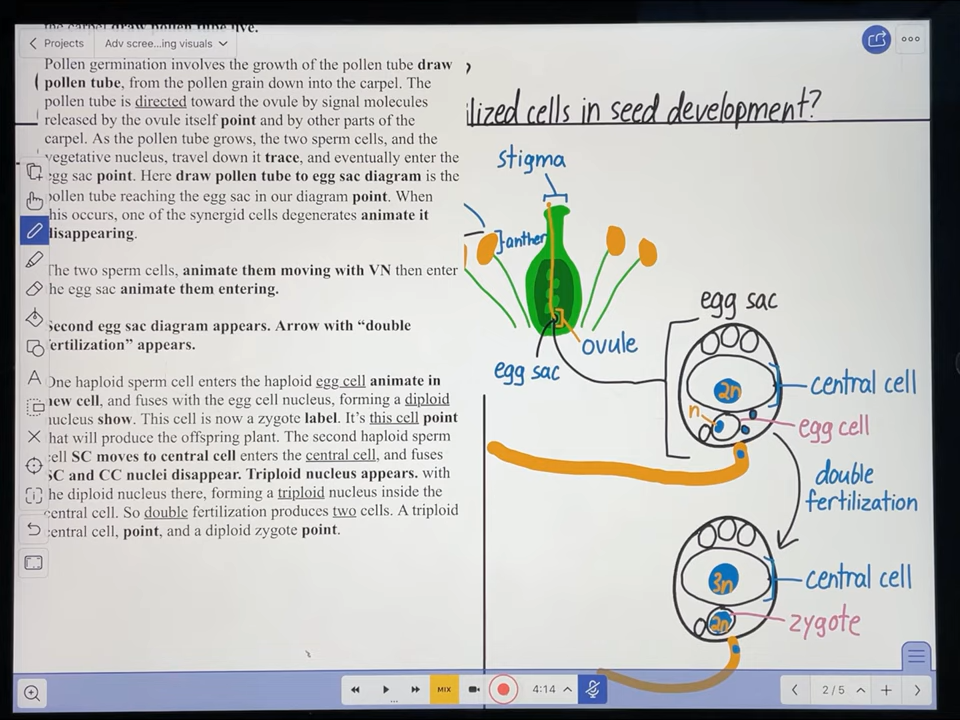 Projects
Adv scree...ing visuals
the carpel draw pollen tube live.
Pollen germination involves the growth of the pollen tube draw
pollen tube, from the pollen grain down into the carpel. The
pollen tube is directed toward the ovule by signal molecules
released by the ovule itself point and by other parts of the
carpel. As the pollen tube grows, the two sperm cells, and the
vegetative nucleus, travel down it trace, and eventually enter the
egg sac point. Here draw pollen tube to egg sac diagram is the
pollen tube reaching the egg sac in our diagram point. When
his occurs, one of the synergid cells degenerates animate it
disappearing.
The two sperm cells, animate them moving with VN then enter
he egg sac animate them entering.
Second egg sac diagram appears. Arrow with “double
fertilization” appears.
One haploid sperm cell enters the haploid egg cell animate in
new cell, and fuses with the egg cell nucleus, forming a diploid
nucleus show. This cell is now a zygote label. It’s this cell point
hat will produce the offspring plant. The second haploid sperm
cell SC moves to central cell enters the central cell, and fuses
SC and CC nuclei disappear. Triploid nucleus appears. with
he diploid nucleus there, forming a triploid nucleus inside the
central cell. So double fertilization produces two cells. A triploid
central cell, point, and a diploid zygote point.
ilized cells in seed development?
stigma
anther
egg sac
ovule
egg sac
2n
central cell
n
egg cell
double
fertilization
3n
central cell
2n
zygote
A
MIX
4:14
2/5